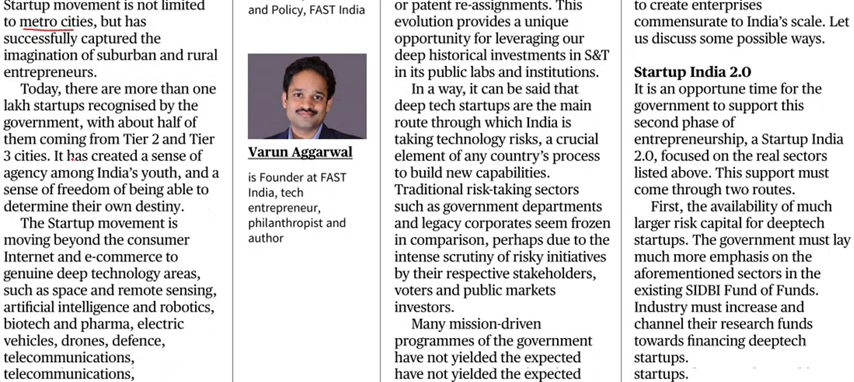 Startup movement is not limited
to metro cities, but has
successfully captured the
imagination of suburban and rural
entrepreneurs.
Today, there are more than one
lakh startups recognised by the
government, with about half of
them coming from Tier 2 and Tier
3 cities. It has created a sense of
agency among India's youth, and a
sense of freedom of being able to
determine their own destiny.
The Startup movement is
moving beyond the consumer
Internet and e-commerce to
genuine deep technology areas,
such as space and remote sensing,
artificial intelligence and robotics,
biotech and pharma, electric
vehicles, drones, defence,
telecommunications,
telecommunications,
and Policy, FAST India
Varun Aggarwal
is Founder at FAST
India, tech
entrepreneur,
philanthropist and
author
or patent re-assignments. This
evolution provides a unique
opportunity for leveraging our
deep historical investments in S&T
in its public labs and institutions.
In a way, it can be said that
deep tech startups are the main
route through which India is
taking technology risks, a crucial
element of any country's process
to build new capabilities.
Traditional risk-taking sectors
such as government departments
and legacy corporates seem frozen
in comparison, perhaps due to the
intense scrutiny of risky initiatives
by their respective stakeholders,
voters and public markets
investors.
Many mission-driven
programmes of the government
have not yielded the expected
have not yielded the expected
to create enterprises
commensurate to India's scale. Let
us discuss some possible ways.
Startup India 2.0
It is an opportune time for the
government to support this
second phase of
entrepreneurship, a Startup India
2.0, focused on the real sectors
listed above. This support must
come through two routes.
First, the availability of much
larger risk capital for deeptech
startups. The government must lay
much more emphasis on the
aforementioned sectors in the
existing SIDBI Fund of Funds.
Industry must increase and
channel their research funds
towards financing deeptech
startups.
startups.